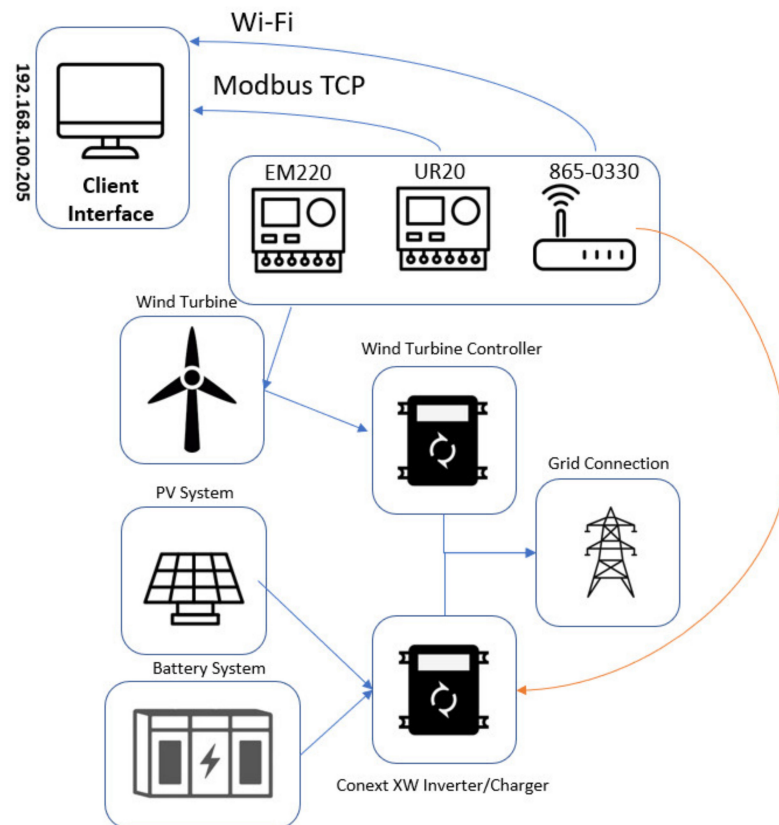 Wi-Fi
Modbus TCP
192.168.100.205
Client
Interface
EM220
UR20
865-0330
Wind Turbine
Wind Turbine Controller
Grid Connection
PV System
Battery System
Conext XW Inverter/Charger